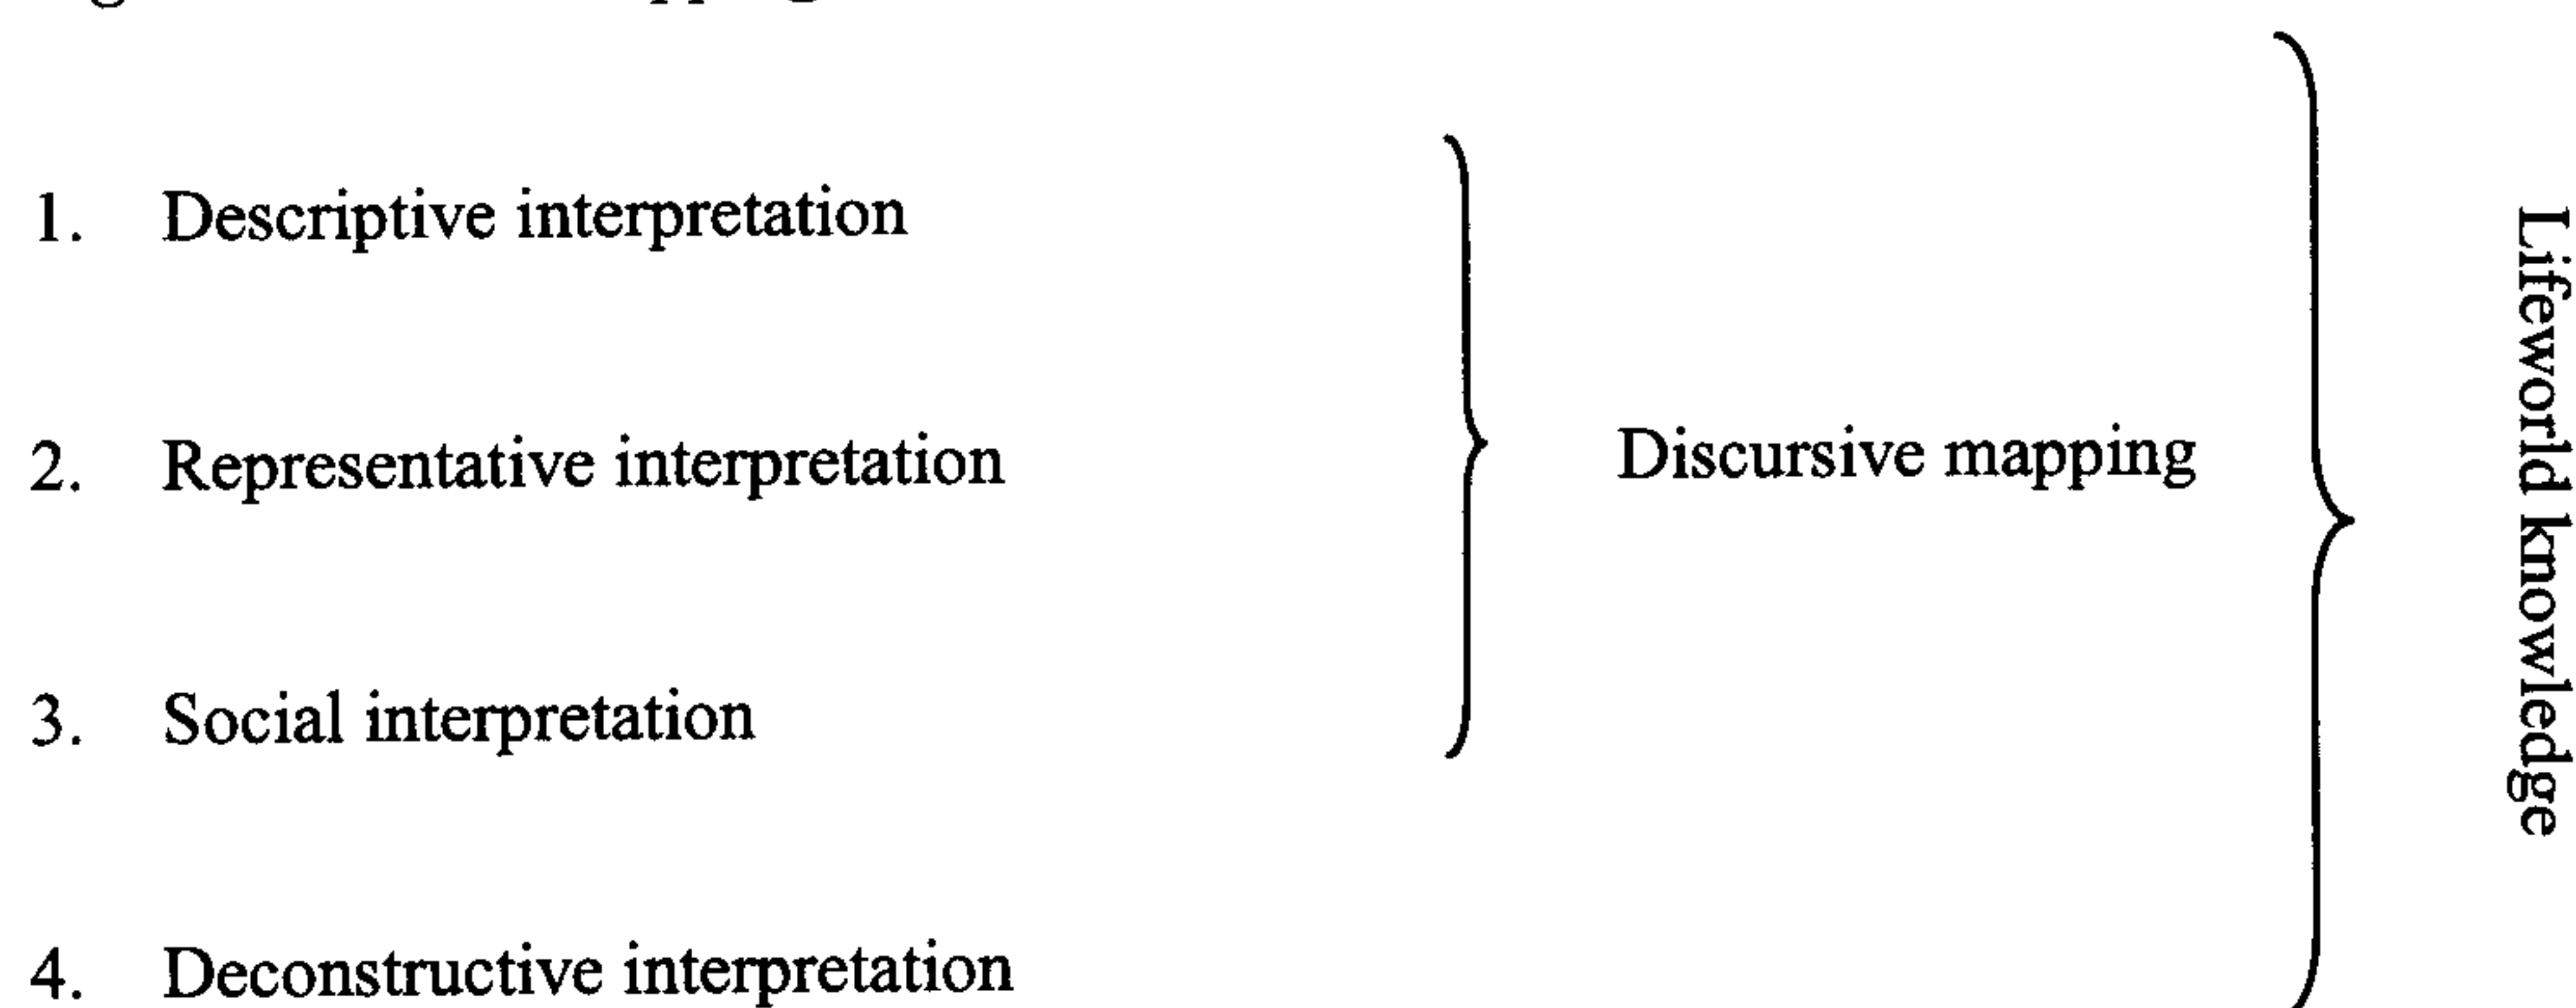 1. Descriptive interpretation
2. Representative interpretation
Discursive mapping
3. Social interpretation
4. Deconstructive interpretation
Lifeworld knowledge